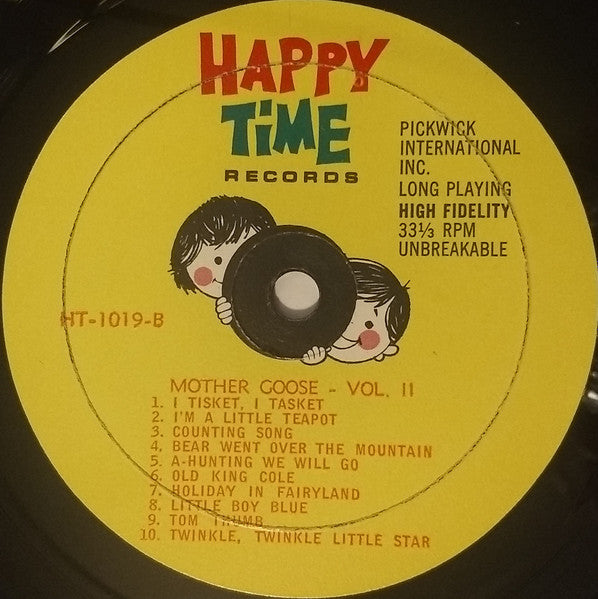 HAPPY
TiME
RECORDS
PICKWICK
INTERNATIONAL
INC.
LONG PLAYING
HIGH FIDELITY
33⅓ RPM
UNBREAKABLE
HT-1019-B
MOTHER GOOSE - VOL. II
1. I TISKET, I TASKET
2. I'M A LITTLE TEAPOT
3. COUNTING SONG
4. BEAR WENT OVER THE MOUNTAIN
5. A-HUNTING WE WILL GO
6. OLD KING COLE
7. HOLIDAY IN FAIRYLAND
8. LITTLE BOY BLUE
9. TOM THUMB
10. TWINKLE, TWINKLE LITTLE STAR